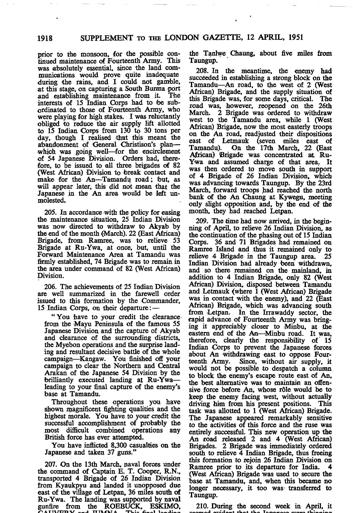 1918 SUPPLEMENT TO THE LONDON GAZETTE, 12 APRIL, 1951
prior to the monsoon, for the possible con-
tinued maintenance of Fourteenth Army. This
was absolutely essential, since the land com-
munications would prove quite inadequate
during the rains, and I could not gamble,
at this stage, on capturing a South Burma port
and establishing maintenance from it. The
interests of 15 Indian Corps had to be sub-
ordinated to those of Fourteenth Army, who
were playing for high stakes. I was reluctantly
obliged to reduce the air supply lift allotted
to 15 Indian Corps from 130 to 30 tons per
day, though I realised that this meant the
abandonment of General Christison's plan—
which was going well—for the encirclement
of 54 Japanese Division. Orders had, there-
fore, to be issued to all three brigades of 82
(West African) Division to break contact and
make for the An—Tamandu road; but, as
will appear later, this did not mean that the
Japanese in the An area would be left un-
molested.
205. In accordance with the policy for easing
the maintenance situation, 25 Indian Division
was now directed to withdraw to Akyab by
the end of the month (March). 22 (East African)
Brigade, from Ramree, was to relieve 53
Brigade at Ru-Ywa, at once, but, until the
Forward Maintenance Area at Tamandu was
firmly established, 74 Brigade was to remain in
the area under command of 82 (West African)
Division.
206. The achievements of 25 Indian Division
are well summarized in the farewell order
issued to this formation by the Commander,
15 Indian Corps, on their departure:—
" You have to your credit the clearance
from the Mayu Peninsula of the famous 55
Japanese Division and the capture of Akyab
and clearance of the surrounding districts,
the Myebon operations and the surprise land-
ing and resultant decisive battle of the whole
campaign—Kangaw. You finished off your
campaign to clear the Northern and Central
Arakan of the Japanese 54 Division by the
brilliantly executed landing at Ru-Ywa—
leading to your final capture of the enemy's
base at Tamandu.
Throughout these operations you have
shown magnificent fighting qualities and the
highest morale. You have to your credit the
successful accomplishment of probably the
most difficult combined operations any
British force has ever attempted.
You have inflicted 8,300 casualties on the
Japanese and taken 37 guns."
207. On the 13th March, naval forces under
the command of Captain E. T. Cooper, R.N.,
transported 4 Brigade of 26 Indian Division
from Kyaukpyu and landed it unopposed due
east of the village of Letpan, 36 miles south of
Ru-Ywa. The landing was supported by naval
gunfire from the ROEBUCK, ESKIMO,
the Tanlwe Chaung, about five miles from
Taungup.
208. In the meantime, the enemy had
succeeded in establishing a strong block on the
Tamandu—An road, to the west of 2 (West
African) Brigade, and the supply situation of
this Brigade was, for some days, critical. The
road was, however, reopened on the 26th
March. 2 Brigade was ordered to withdraw
west to the Tamandu area, while 1 (West
African) Brigade, now the most easterly troops
on the An road, readjusted their dispositions
east of Letmauk (seven miles east of
Tamandu). On the 17th March, 22 (East
African) Brigade was concentrated at Ru-
Ywa and assumed charge of that area. It
was then ordered to move south in support
of 4 Brigade of 26 Indian Division, which
was advancing towards Taungup. By the 23rd
March, forward troops had reached the north
bank of the An Chaung at Kywegu, meeting
only slight opposition and, by the end of the
month, they had reached Letpan.
209. The time had now arrived, in the begin-
ning of April, to relieve 26 Indian Division, as
the continuation of the phasing out of 15 Indian
Corps. 36 and 71 Brigades had remained on
Ramree Island and thus it remained only to
relieve 4 Brigade in the Taungup area. 25
Indian Division had already been withdrawn,
and so there remained on the mainland, in
addition to 4 Indian Brigade, only 82 (West
African) Division, disposed between Tamandu
and Letmauk (where 1 (West African) Brigade
was in contact with the enemy), and 22 (East
African) Brigade, which was advancing south
from Letpan. In the Irrawaddy sector, the
rapid advance of Fourteenth Army was bring-
ing it appreciably closer to Minbu, at the
eastern end of the An—Minbu road. It was,
therefore, clearly the responsibility of 15
Indian Corps to prevent the Japanese forces
about An withdrawing east to oppose Four-
teenth Army. Since, without air supply, it
would not be possible to despatch a column
to block the enemy's escape route east of An,
the best alternative was to maintain an offen-
sive force before An, whose rôle would be to
keep the enemy facing west, without actually
driving him from his present positions. This
task was allotted to 1 (West African) Brigade.
The Japanese appeared remarkably sensitive
to the activities of this force and the ruse was
entirely successful. This new operation up the
An road released 2 and 4 (West African)
Brigades. 2 Brigade was immediately ordered
south to relieve 4 Indian Brigade, thus freeing
this formation to rejoin 26 Indian Division on
Ramree prior to its departure for India. 4
(West African) Brigade was used to secure the
base at Tamandu, and, when this became no
longer necessary, it too was transferred to
Taungup.
210. During the second week in April, it